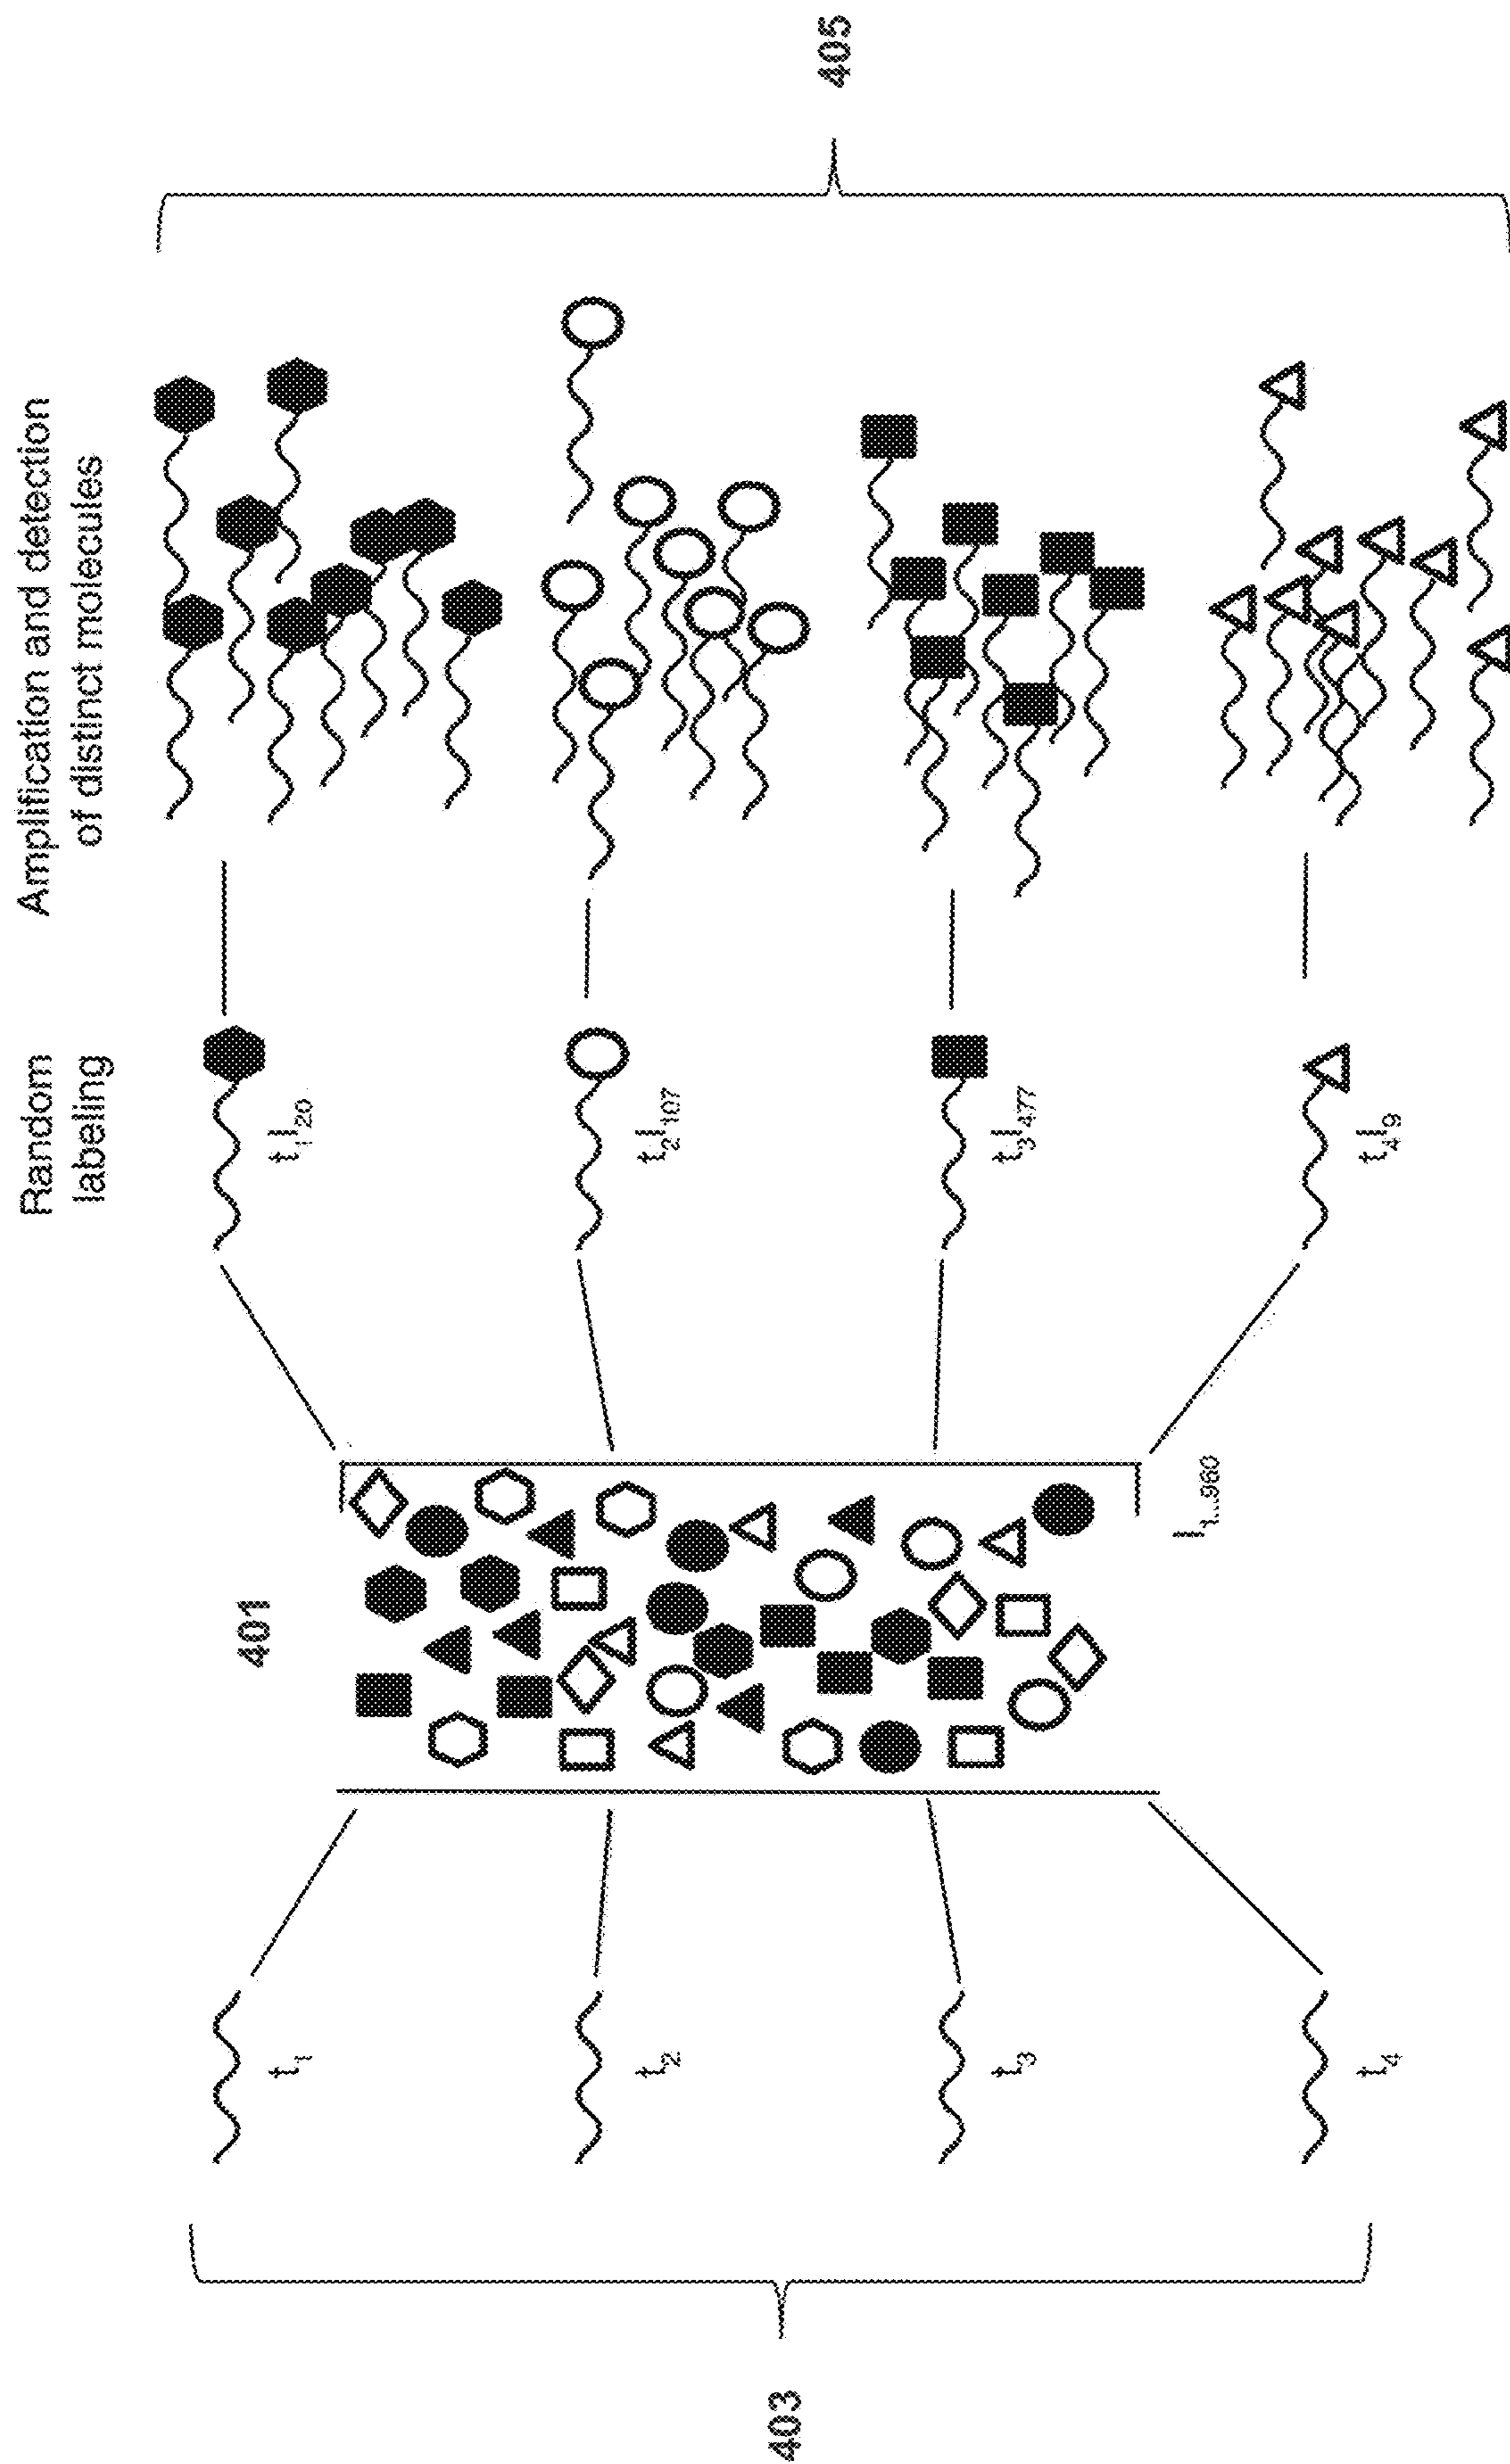 Random
labeling
Amplification and detection
of distinct molecules
401
403
405
t1
t2
t3
t4
l1...960
t1l20
t2l107
t3l477
t4l9